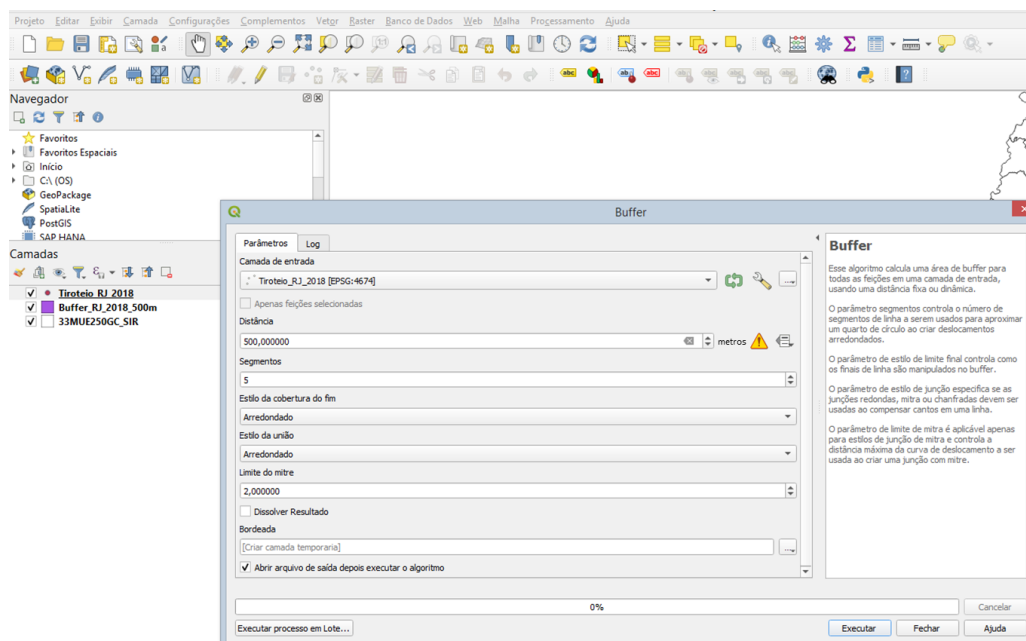 Projeto Editar Exibir Camada Configurações Complementos Vetor Raster Banco de Dados Web Malha Processamento Ajuda
abc
ab
abc
Navegador
Favoritos
Favoritos Espaciais
Início
C:\ (OS)
GeoPackage
SpatiaLite
PostGIS
SAP HANA
Camadas
Tiroteio RJ 2018
Buffer_RJ_2018_500m
33MUE250GC_SIR
Buffer
Parâmetros Log
Camada de entrada
Tiroteio_RJ_2018 [EPSG:4674]
Apenas feições selecionadas
Distância
500,000000
metros
Segmentos
5
Estilo da cobertura do fim
Arredondado
Estilo da união
Arredondado
Limite do mitre
2,000000
Dissolver Resultado
Bordeada
[Criar camada temporaria]
Abrir arquivo de saída depois executar o algoritmo
0%
Cancelar
Executar processo em Lote...
Executar Fechar Ajuda
Buffer
Esse algoritmo calcula uma área de buffer para
todas as feições em uma camada de entrada,
usando uma distância fixa ou dinâmica.
O parâmetro segmentos controla o número de
segmentos de linha a serem usados para aproximar
um quarto de círculo ao criar deslocamentos
arredondados.
O parâmetro de estilo de limite final controla como
os finais de linha são manipulados no buffer.
O parâmetro de estilo de junção especifica se as
junções redondas, mitra ou chanfradas devem ser
usadas ao compensar cantos em uma linha.
O parâmetro de limite de mitra é aplicável apenas
para estilos de junção de mitra e controla a
distância máxima da curva de deslocamento a ser
usada ao criar uma junção com mitre.